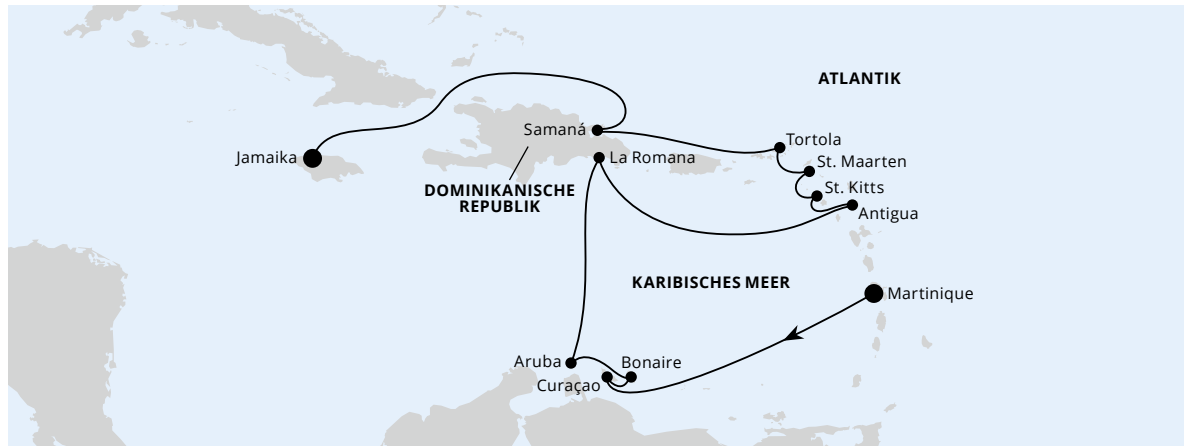 ATLANTIK
Samaná
Tortola
Jamaika
La Romana
St. Maarten
DOMINIKANISCHE
REPUBLIK
St. Kitts
Antigua
KARIBISCHES MEER
Martinique
Aruba
Bonaire
Curaçao